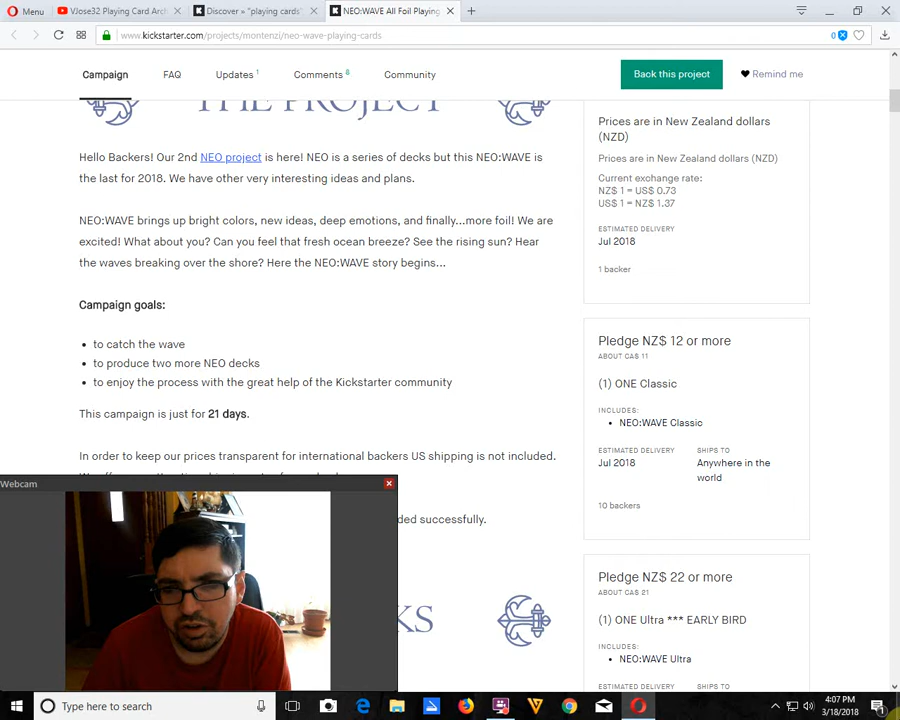 Menu
VJose32 Playing Card Arch
Discover » "playing cards"
NEO:WAVE All Foil Playing
www.kickstarter.com/projects/montenzi/neo-wave-playing-cards
0
Campaign
FAQ
Updates 1
Comments 8
Community
Back this project
Remind me
THE PROJECT
Hello Backers! Our 2nd NEO project is here! NEO is a series of decks but this NEO:WAVE is
the last for 2018. We have other very interesting ideas and plans.
NEO:WAVE brings up bright colors, new ideas, deep emotions, and finally...more foil! We are
excited! What about you? Can you feel that fresh ocean breeze? See the rising sun? Hear
the waves breaking over the shore? Here the NEO:WAVE story begins...
Campaign goals:
• to catch the wave
• to produce two more NEO decks
• to enjoy the process with the great help of the Kickstarter community
This campaign is just for 21 days.
In order to keep our prices transparent for international backers US shipping is not included.
ded successfully.
KS
Prices are in New Zealand dollars
(NZD)
Prices are in New Zealand dollars (NZD)
Current exchange rate:
NZ$ 1 = US$ 0.73
US$ 1 = NZ$ 1.37
ESTIMATED DELIVERY
Jul 2018
1 backer
Pledge NZ$ 12 or more
ABOUT CA$ 11
(1) ONE Classic
INCLUDES:
• NEO:WAVE Classic
ESTIMATED DELIVERY
SHIPS TO
Jul 2018
Anywhere in the
world
10 backers
Pledge NZ$ 22 or more
ABOUT CA$ 21
(1) ONE Ultra *** EARLY BIRD
INCLUDES:
• NEO:WAVE Ultra
ESTIMATED DELIVERY
SHIPS TO
Webcam
Type here to search
4:07 PM
3/18/2018
1